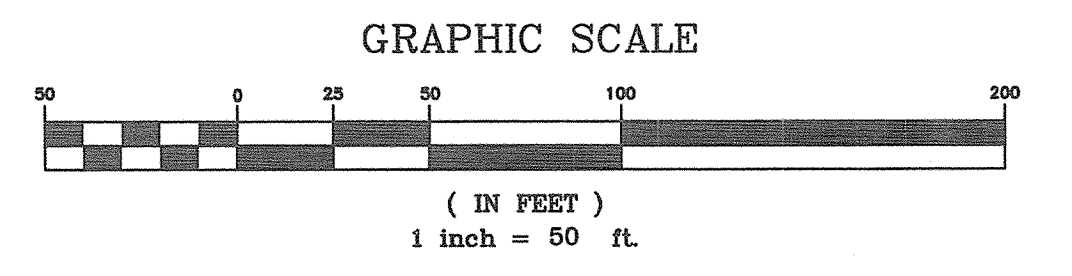 GRAPHIC SCALE
50 0 25 50 100 200
( IN FEET )
1 inch = 50 ft.